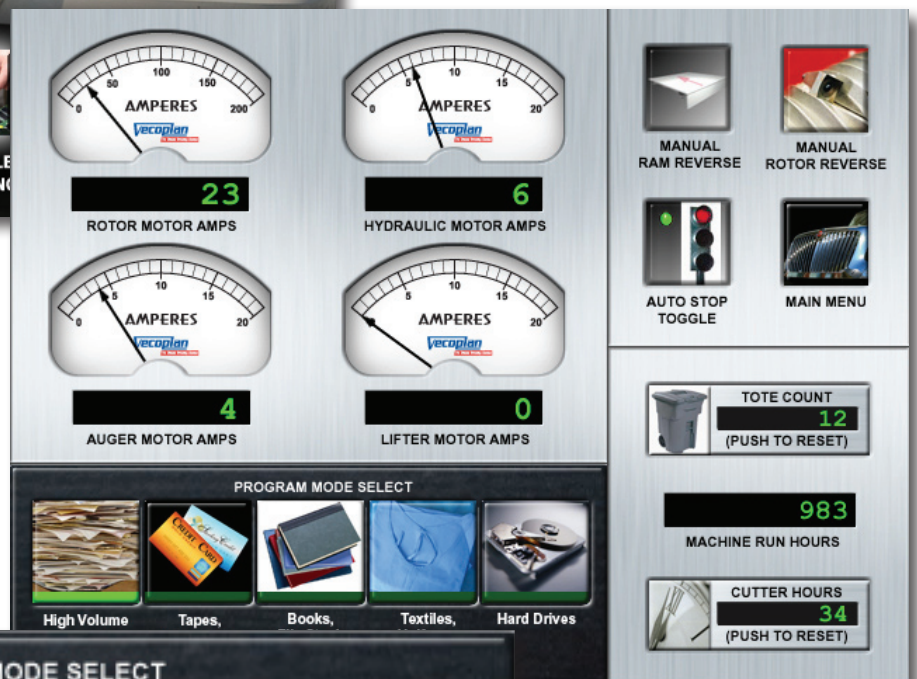 50 100 150
0 200
AMPERES
Vecoplan
23
ROTOR MOTOR AMPS
5 10 15
0 20
AMPERES
Vecoplan
6
HYDRAULIC MOTOR AMPS
5 10 15
0 20
AMPERES
Vecoplan
4
AUGER MOTOR AMPS
5 10 15
0 20
AMPERES
Vecoplan
0
LIFTER MOTOR AMPS
MANUAL
RAM REVERSE
MANUAL
ROTOR REVERSE
AUTO STOP
TOGGLE
MAIN MENU
TOTE COUNT
12
(PUSH TO RESET)
983
MACHINE RUN HOURS
CUTTER HOURS
34
(PUSH TO RESET)
PROGRAM MODE SELECT
CREDIT CARD
High Volume
Tapes,
Books,
Textiles,
Hard Drives
MODE SELECT